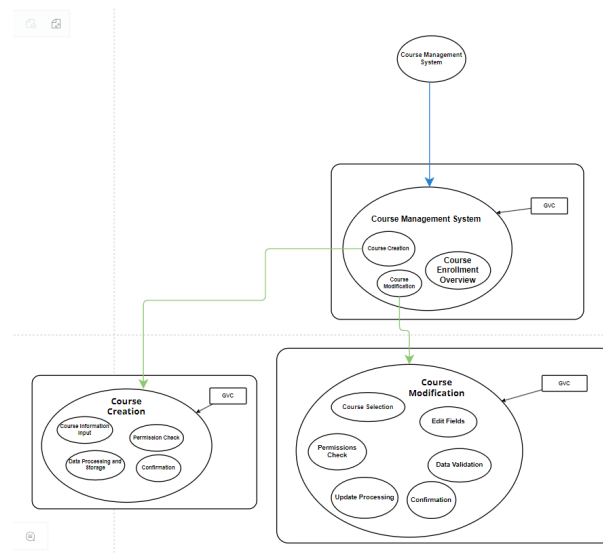 Course Management
System
GVC
Course Management System
Course Creation
Course
Enrollment
Overview
Course
Modification
Course
Creation
GVC
Course Information
Input
Permission Check
Data Processing and
Storage
Confirmation
Course
Modification
GVC
Course Selection
Edit Fields
Permissions
Check
Data Validation
Update Processing
Confirmation